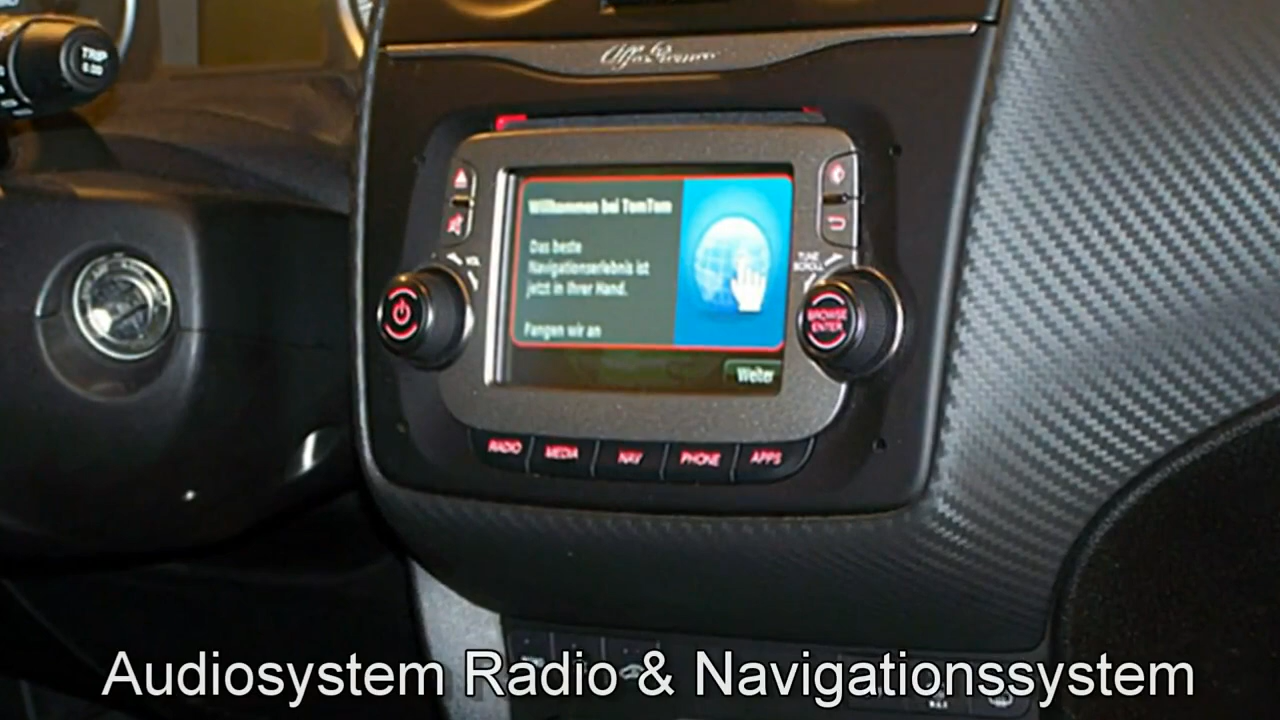 TRIP
Alfa Romeo
Willkommen bei TomTom
Das beste
Navigationserlebnis ist
jetzt in Ihrer Hand.
Fangen wir an
Weiter
VOL
TUNE
SCROLL
BROWSE
ENTER
RADIO
MEDIA
NAV
PHONE
APPS
Audiosystem Radio & Navigationssystem